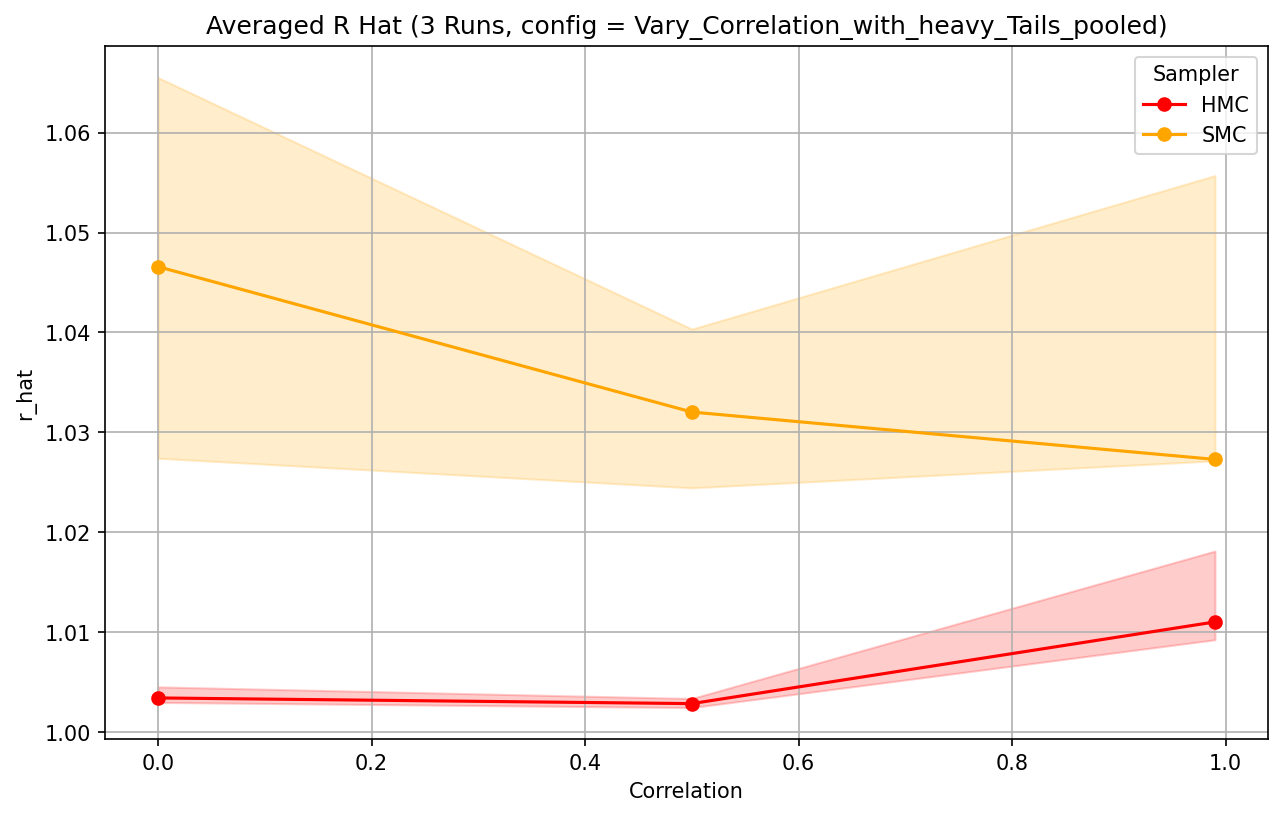 Averaged R Hat (3 Runs, config = Vary_Correlation_with_heavy_Tails_pooled)
Sampler
HMC
SMC
1.06
1.05
1.04
1.03
1.02
1.01
1.00
r_hat
0.0 0.2 0.4 0.6 0.8 1.0
Correlation